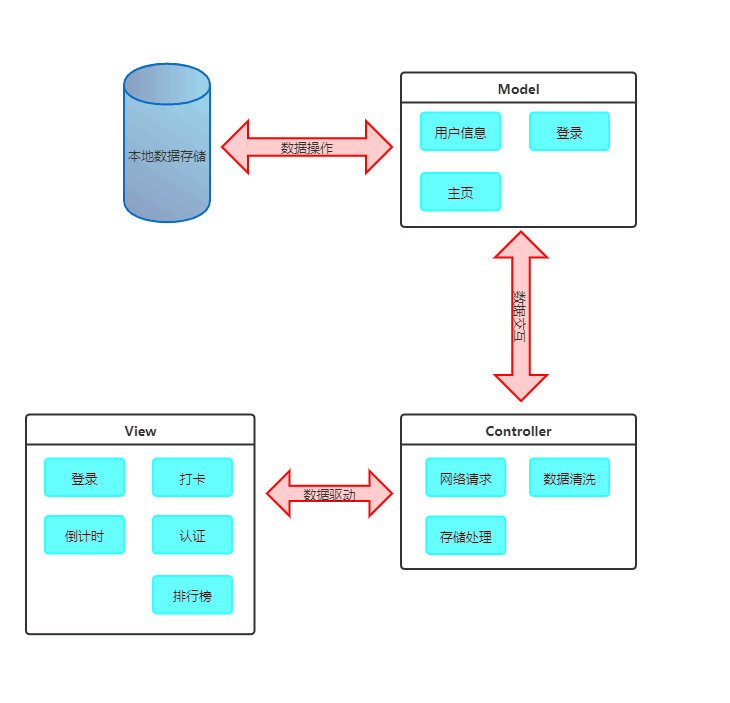 Model
用户信息
登录
主页
本地数据存储
数据操作
数据交互
View
登录
打卡
倒计时
认证
排行榜
数据驱动
Controller
网络请求
数据清洗
存储处理